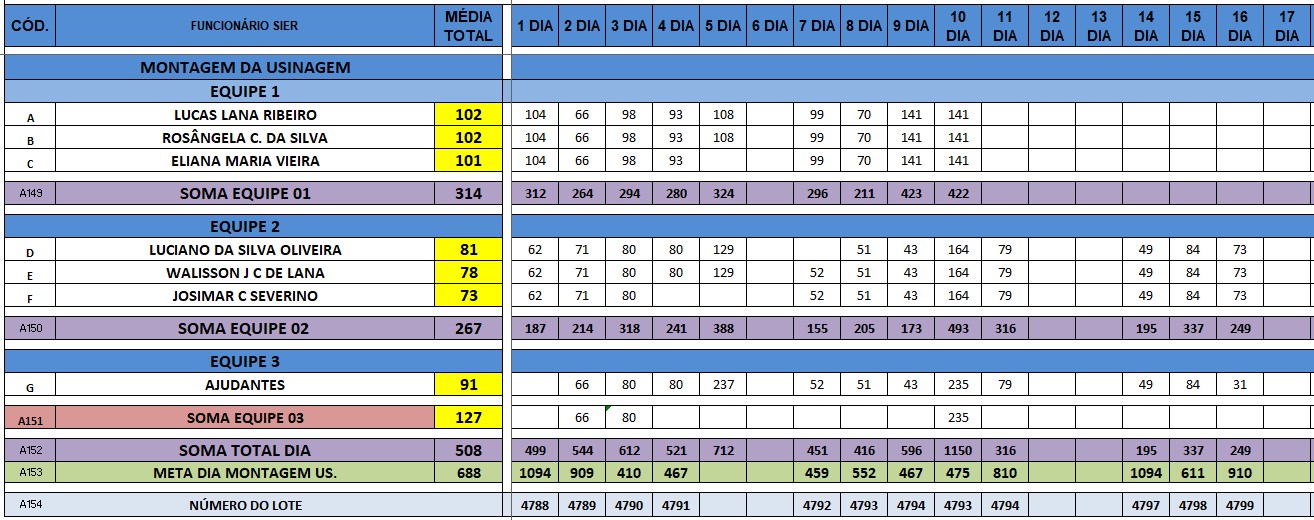 CÓD. FUNCIONÁRIO SIER MÉDIA TOTAL 1 DIA 2 DIA 3 DIA 4 DIA 5 DIA 6 DIA 7 DIA 8 DIA 9 DIA 10 DIA 11 DIA 12 DIA 13 DIA 14 DIA 15 DIA 16 DIA 17 DIA
MONTAGEM DA USINAGEM
EQUIPE 1
A LUCAS LANA RIBEIRO 102 104 66 98 93 108 99 70 141 141
B ROSÂNGELA C. DA SILVA 102 104 66 98 93 108 99 70 141 141
C ELIANA MARIA VIEIRA 101 104 66 98 93 99 70 141 141
A149 SOMA EQUIPE 01 314 312 264 294 280 324 296 211 423 422
EQUIPE 2
D LUCIANO DA SILVA OLIVEIRA 81 62 71 80 80 129 51 43 164 79 49 84 73
E WALISSON J C DE LANA 78 62 71 80 80 129 52 51 43 164 79 49 84 73
F JOSIMAR C SEVERINO 73 62 71 80 52 51 43 164 79 49 84 73
A150 SOMA EQUIPE 02 267 187 214 318 241 388 155 205 173 493 316 195 337 249
EQUIPE 3
G AJUDANTES 91 66 80 80 237 52 51 43 235 79 49 84 31
A151 SOMA EQUIPE 03 127 66 80 235
A152 SOMA TOTAL DIA 508 499 544 612 521 712 451 416 596 1150 316 195 337 249
A153 META DIA MONTAGEM US. 688 1094 909 410 467 459 552 467 475 810 1094 611 910
A154 NÚMERO DO LOTE 4788 4789 4790 4791 4792 4793 4794 4793 4794 4797 4798 4799